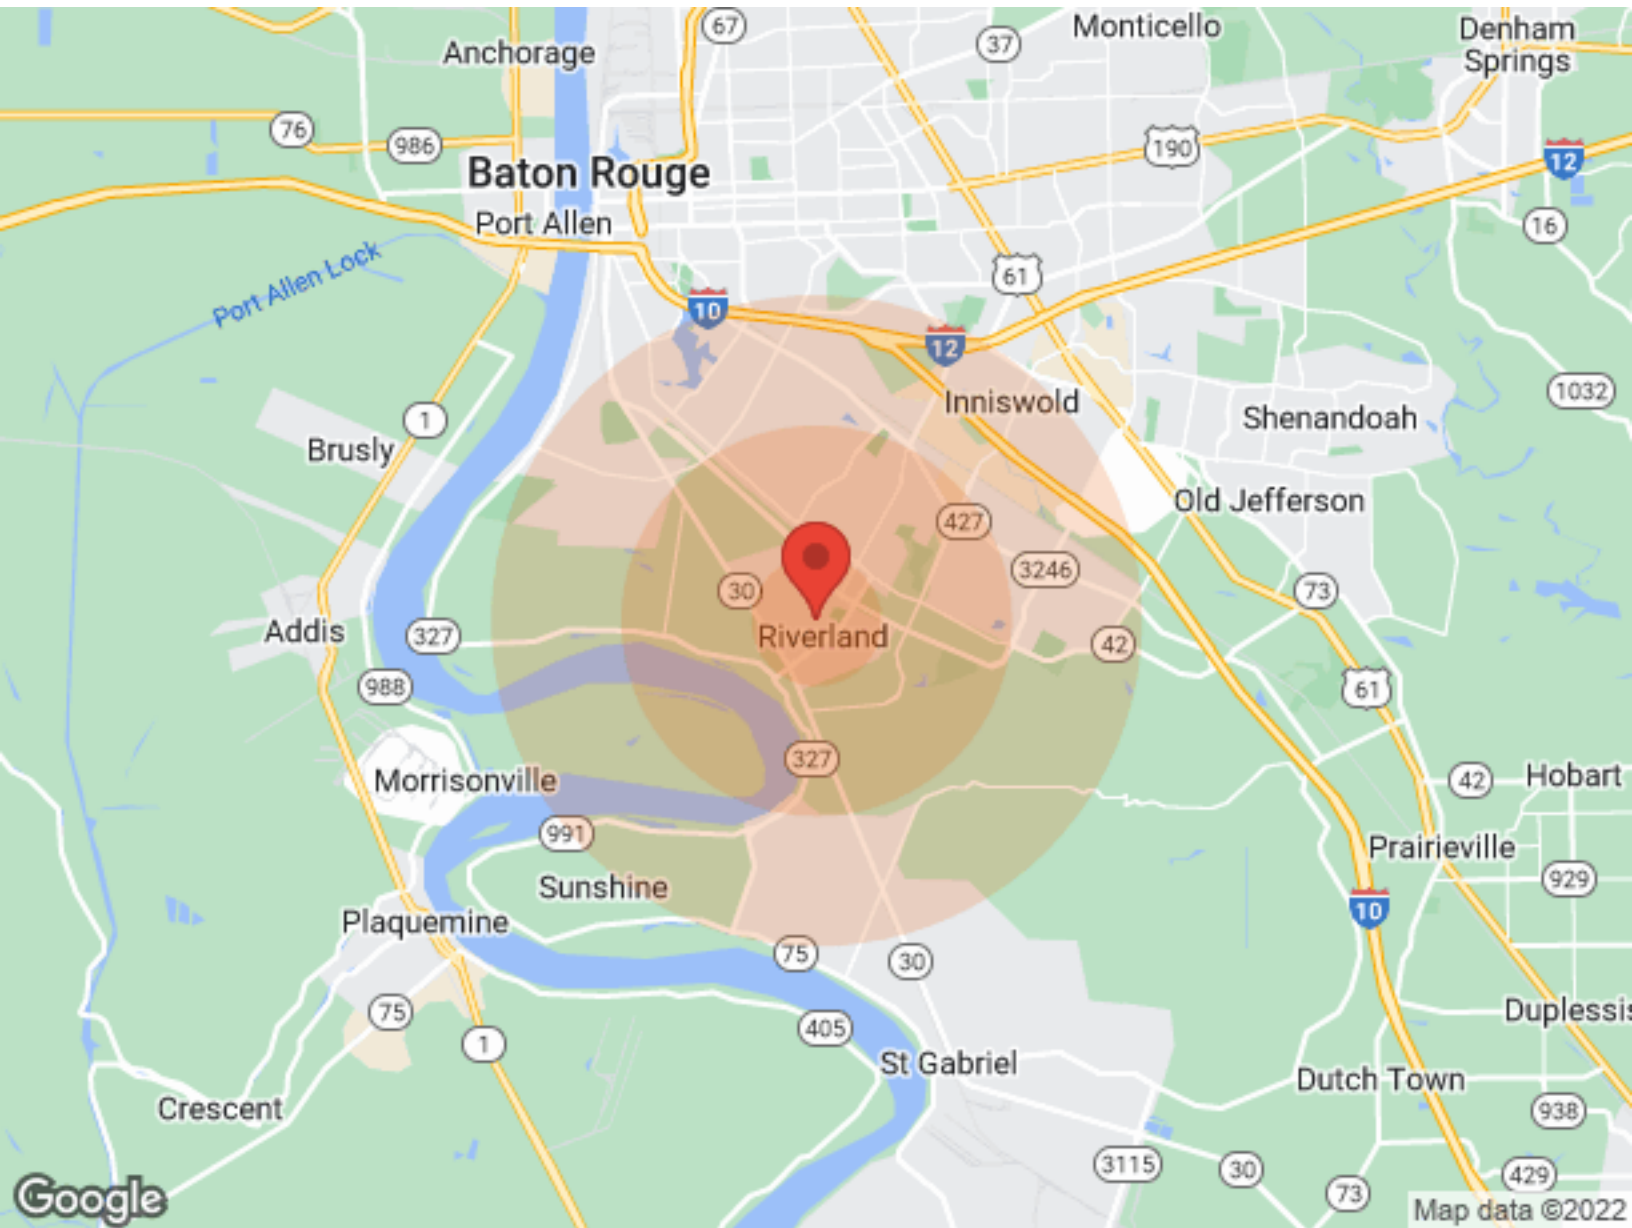 67
Monticello
Denham
Springs
Anchorage
37
76
986
190
12
Baton Rouge
Port Allen
16
Port Allen Lock
61
10
12
1
Inniswold
1032
Shenandoah
Brusly
Old Jefferson
427
3246
30
73
Addis
327
Riverland
42
988
61
327
Morrisonville
42
Hobart
991
Prairieville
929
Sunshine
10
Plaquemine
75
30
75
405
1
Duplessis
St Gabriel
Dutch Town
Crescent
938
3115
30
429
73
Google
Map data ©2022